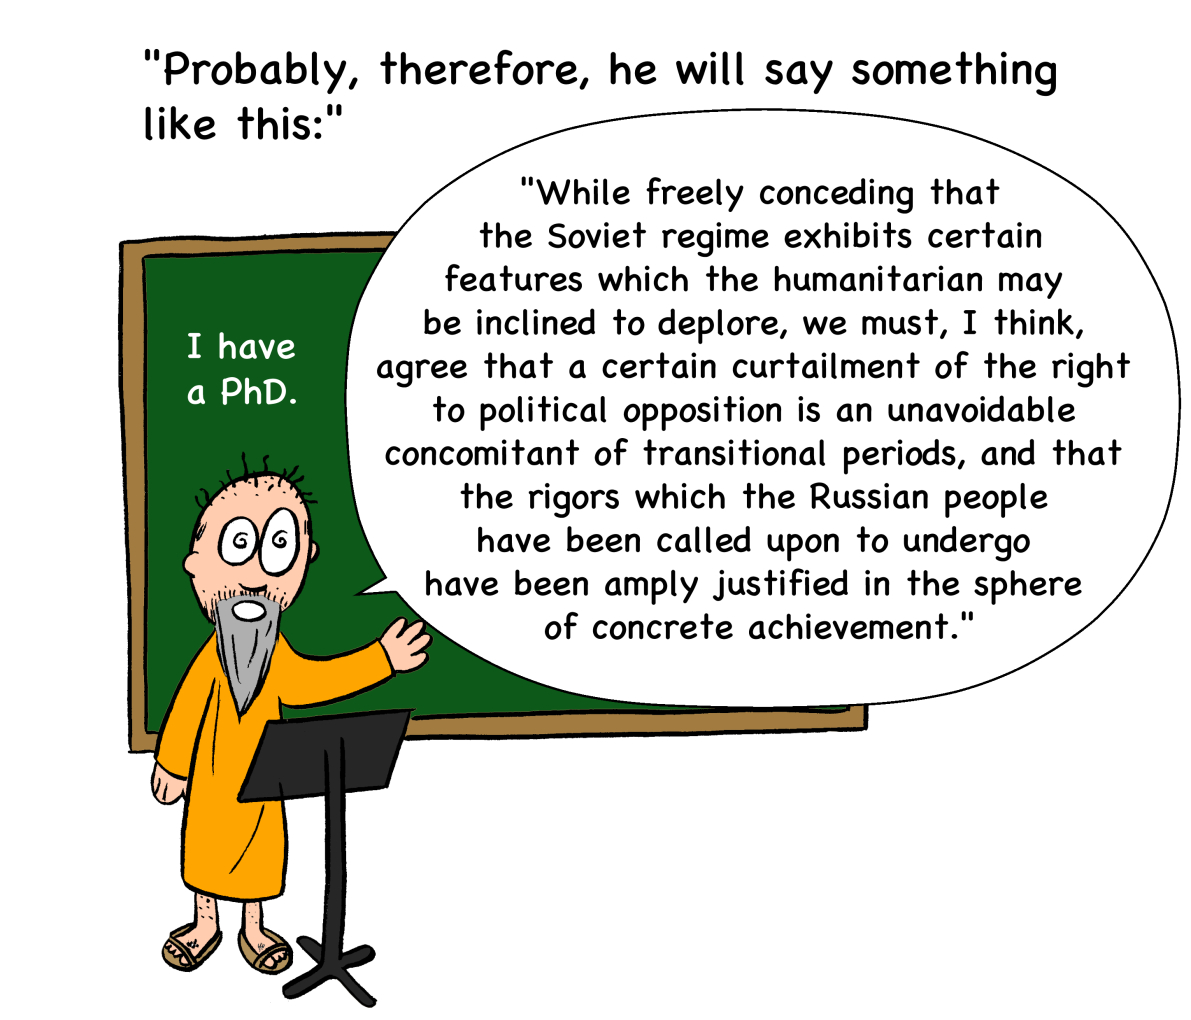 "Probably, therefore, he will say something
like this:"
"While freely conceding that
the Soviet regime exhibits certain
features which the humanitarian may
be inclined to deplore, we must, I think,
agree that a certain curtailment of the right
to political opposition is an unavoidable
concomitant of transitional periods, and that
the rigors which the Russian people
have been called upon to undergo
have been amply justified in the sphere
of concrete achievement."
I have
a PhD.